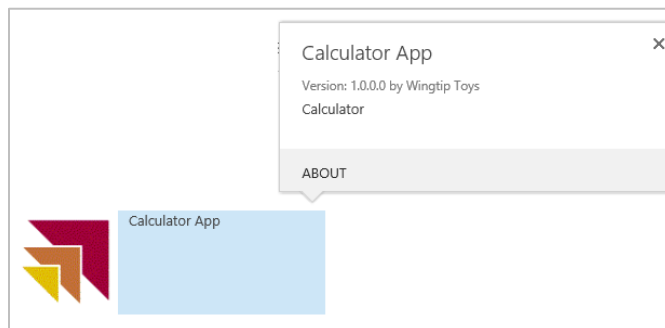 Calculator App
Version: 1.0.0.0 by Wingtip Toys
Calculator
ABOUT
Calculator App